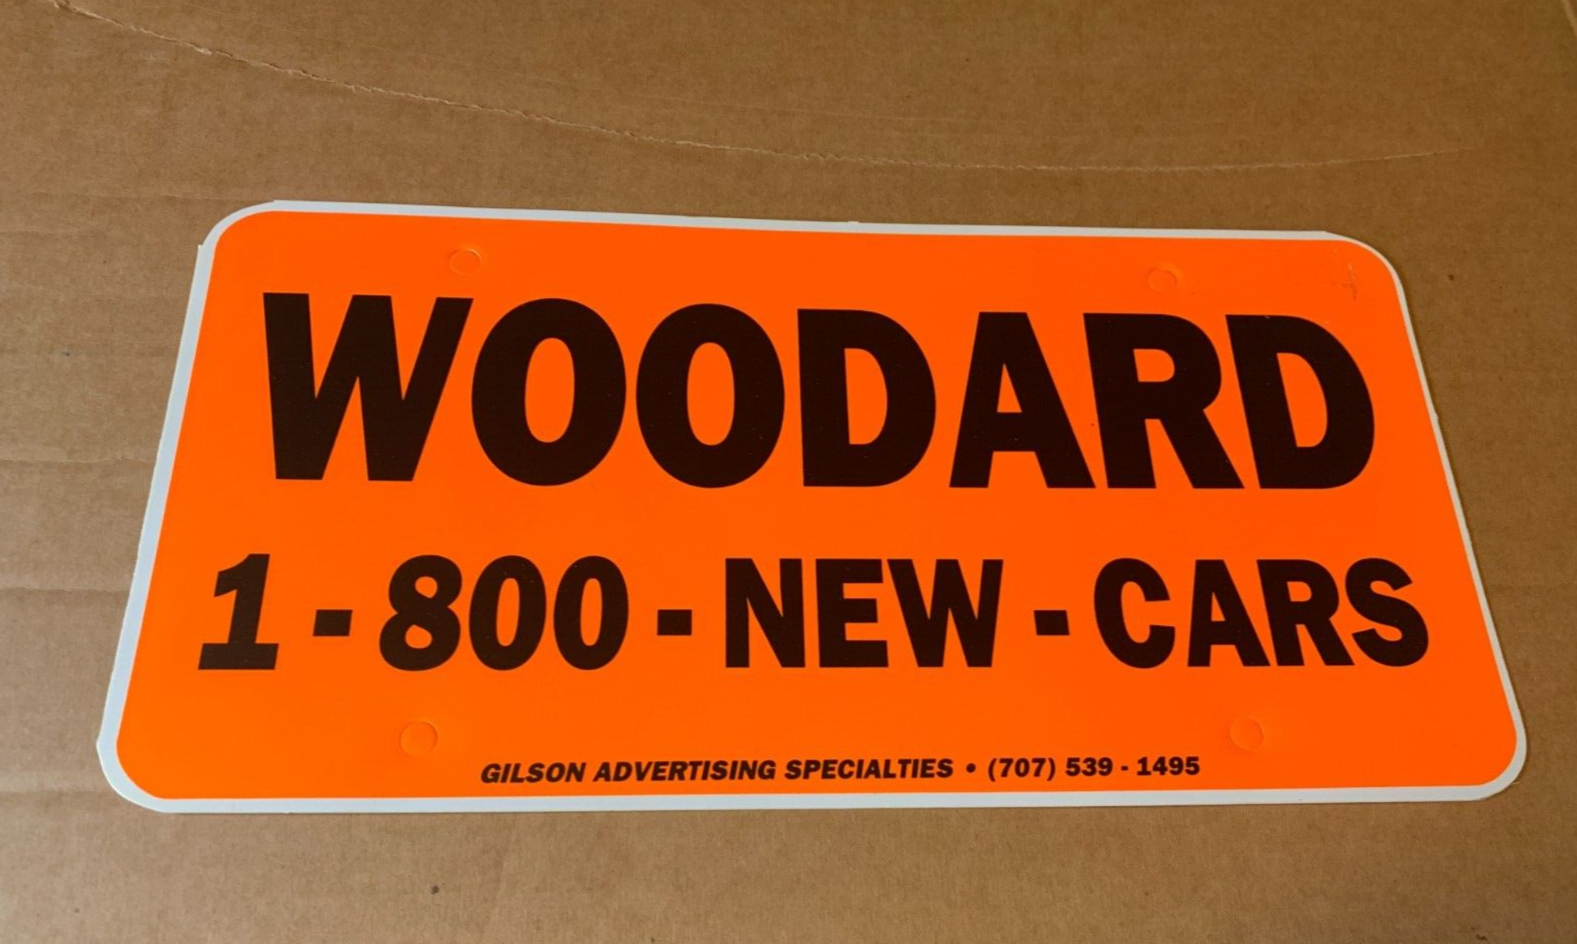 WOODARD
1-800-NEW-CARS
GILSON ADVERTISING SPECIALTIES • (707) 539-1495